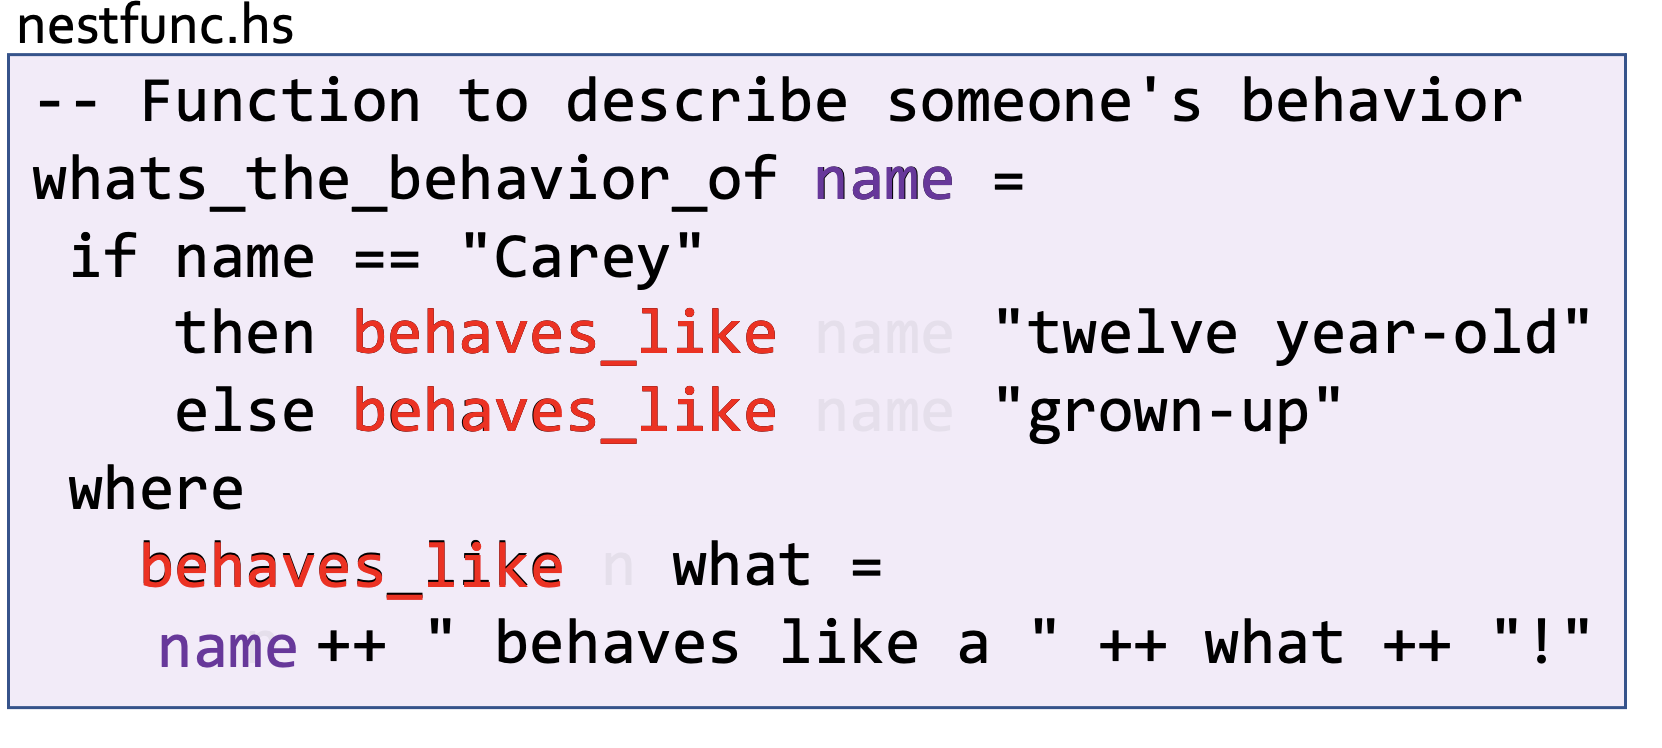 nestfunc.hs
-- Function to describe someone's behavior
whats_the_behavior_of name =
if name == "Carey"
then behaves_like name "twelve year-old"
else behaves_like name "grown-up"
where
behaves_like n what =
name ++ " behaves like a " ++ what ++ "!"